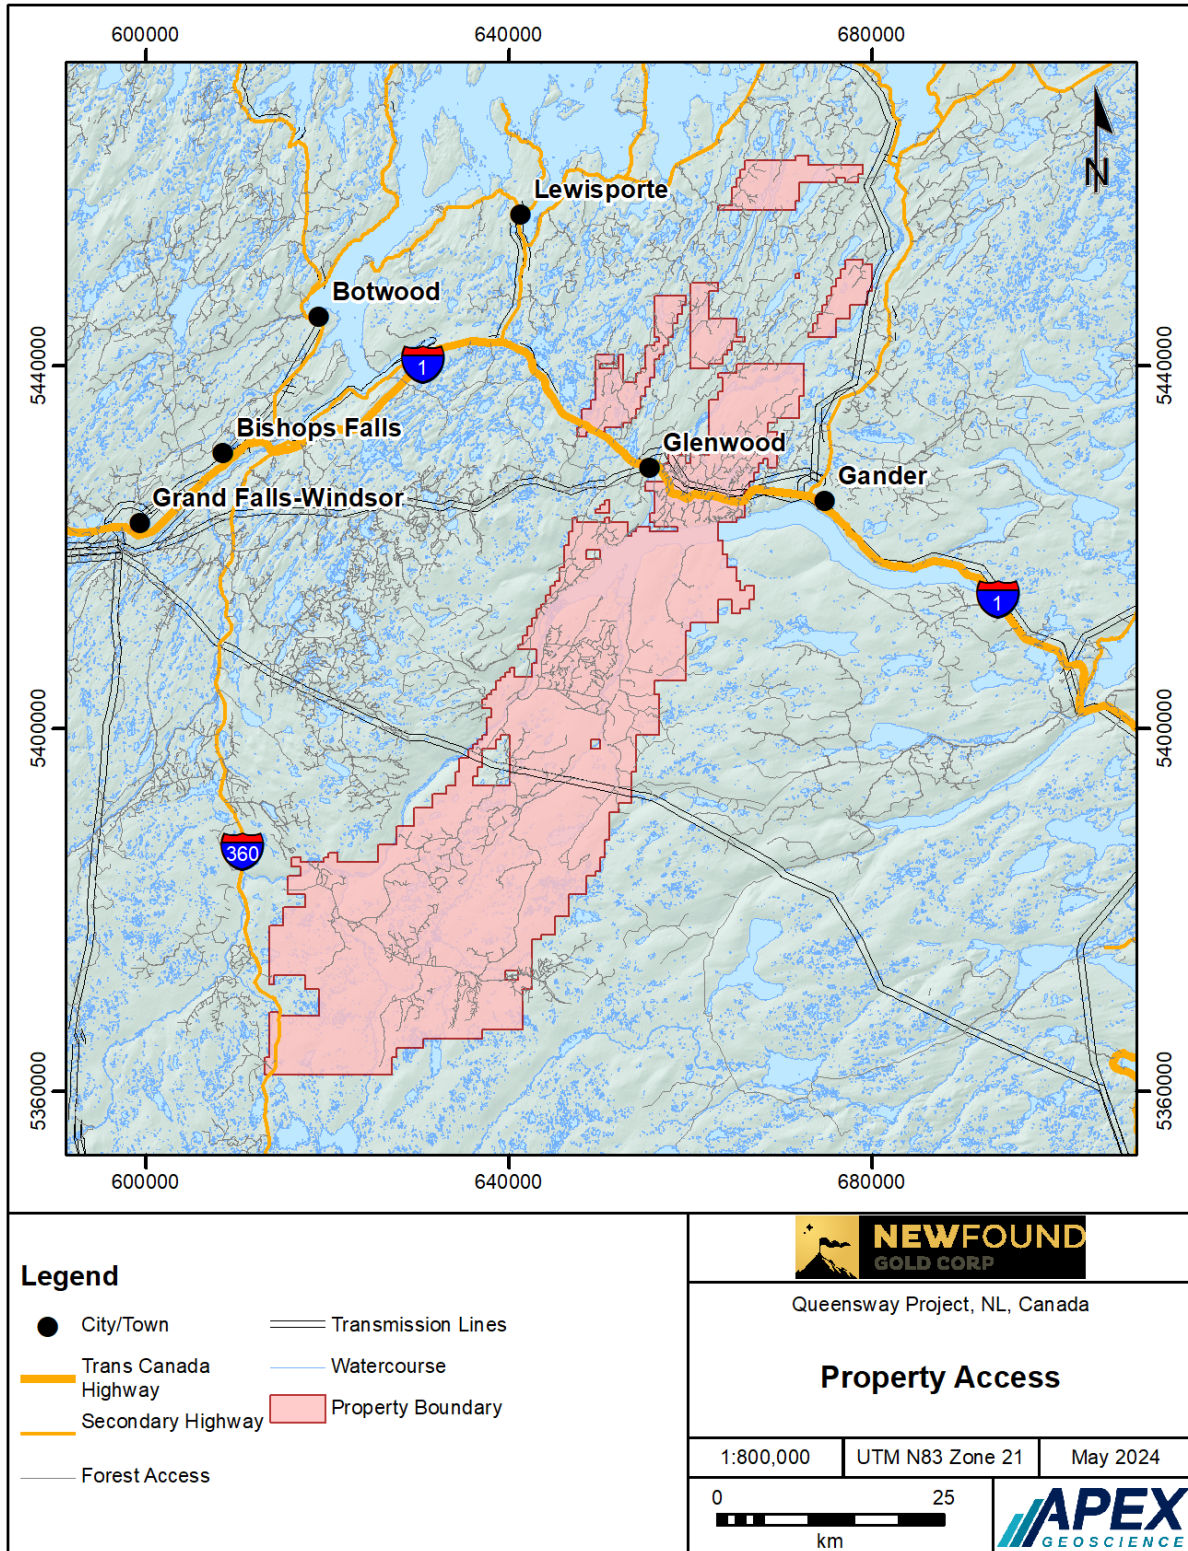 600000
640000
680000
N
Lewisporte
Botwood
5440000
5440000
1
Bishops Falls
Glenwood
Grand Falls-Windsor
Gander
1
5400000
5400000
360
5360000
5360000
600000
640000
680000
Legend
City/Town
Trans Canada
Highway
Secondary Highway
Forest Access
Transmission Lines
Watercourse
Property Boundary
NEWFOUND
GOLD CORP
Queensway Project, NL, Canada
Property Access
1:800,000
UTM N83 Zone 21
May 2024
0 25
km
APEX
GEOSCIENCE